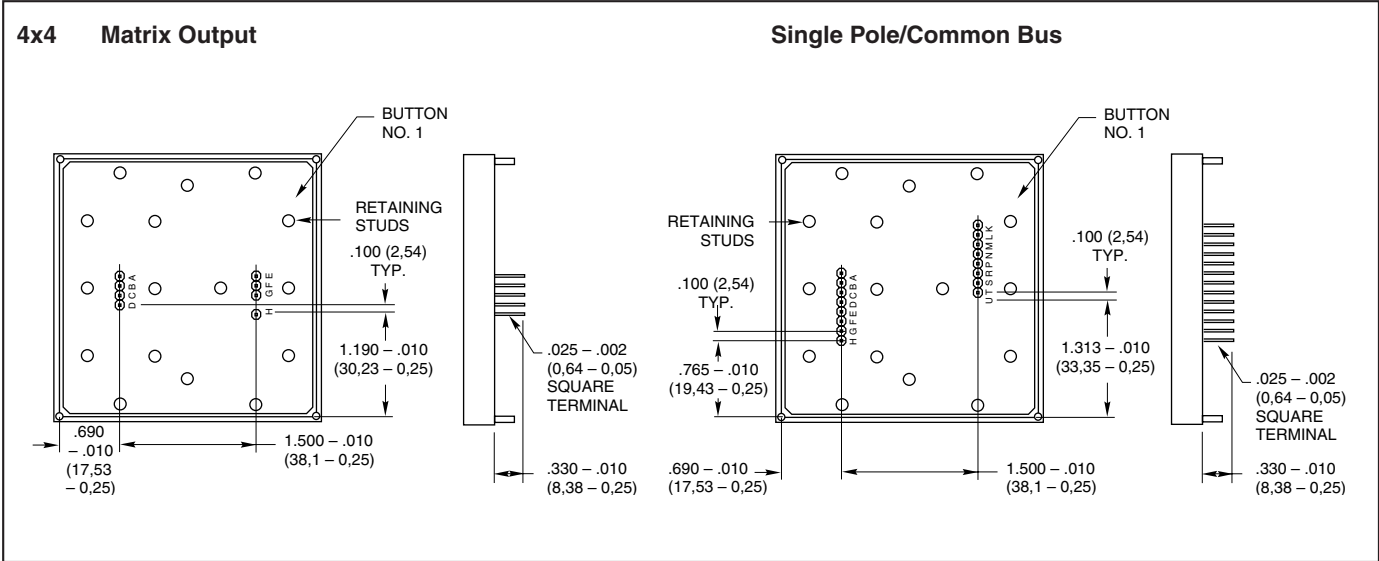 4x4 Matrix Output
Single Pole/Common Bus
BUTTON
NO. 1
RETAINING
STUDS
.100 (2,54)
TYP.
D C B A
H G F E
1.190 – .010
(30,23 – 0,25)
.690
– .010
(17,53
– 0,25)
1.500 – .010
(38,1 – 0,25)
.025 – .002
(0,64 – 0,05)
SQUARE
TERMINAL
.330 – .010
(8,38 – 0,25)
BUTTON
NO. 1
RETAINING
STUDS
.100 (2,54)
TYP.
H G F E D C B A
U T S R P N M L K
.100 (2,54)
TYP.
.765 – .010
(19,43 – 0,25)
1.313 – .010
(33,35 – 0,25)
.690 – .010
(17,53 – 0,25)
1.500 – .010
(38,1 – 0,25)
.025 – .002
(0,64 – 0,05)
SQUARE
TERMINAL
.330 – .010
(8,38 – 0,25)